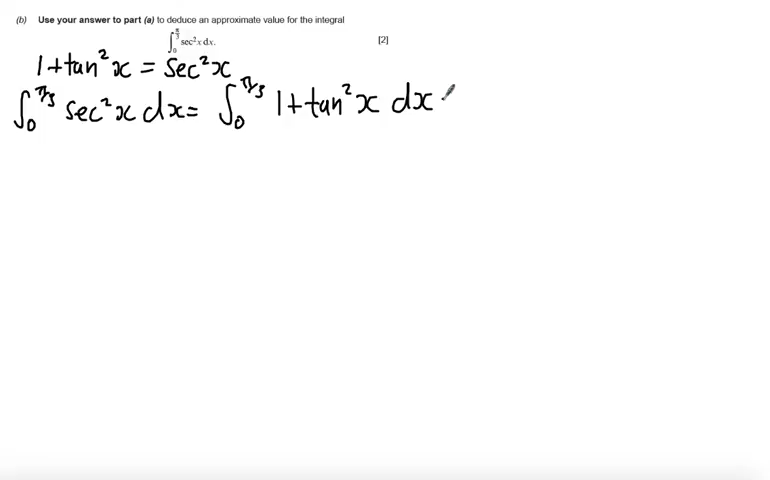 (b) Use your answer to part (a) to deduce an approximate value for the integral
∫₀^(π/3) sec²x dx. [2]
1 + tan²x = sec²x
∫₀^(π/3) sec²x dx = ∫₀^(π/3) 1 + tan²x dx